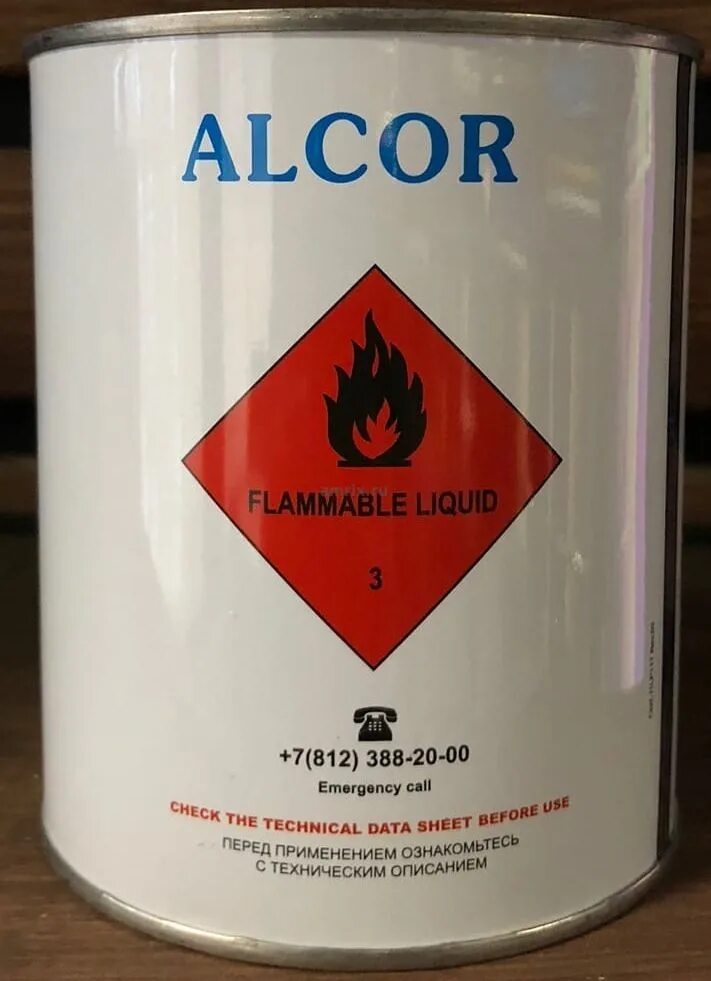 ALCOR
FLAMMABLE LIQUID
3
+7(812) 388-20-00
Emergency call
CHECK THE TECHNICAL DATA SHEET BEFORE USE
ПЕРЕД ПРИМЕНЕНИЕМ ОЗНАКОМЬТЕСЬ
С ТЕХНИЧЕСКИМ ОПИСАНИЕМ